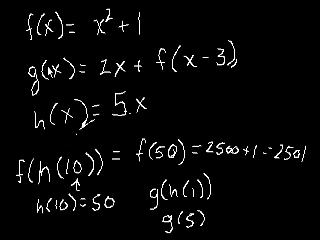 f(x) = x² + 1
g(x) = 2x + f(x - 3)
h(x) = 5x
f(h(10)) = f(50) = 2500 + 1 = 2501
h(10) = 50
g(h(1))
g(5)